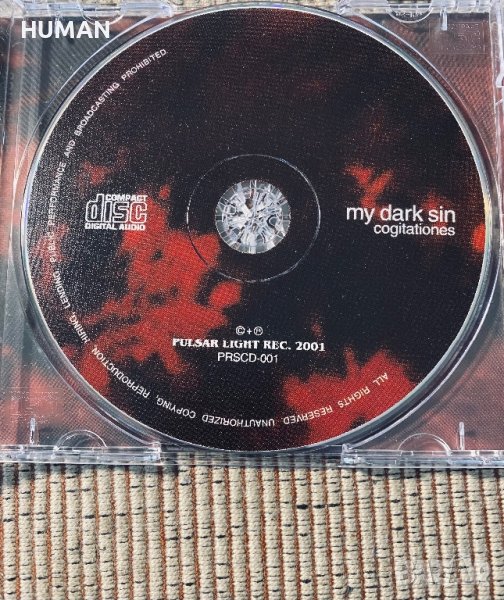 HUMAN
COMPACT
disc
DIGITAL AUDIO
my dark sin
cogitationes
©+℗
PULSAR LIGHT REC. 2001
PRSCD-001
ALL RIGHTS RESERVED UNAUTHORIZED COPYING, REPRODUCTION HIRING LENDING PUBLIC PERFORMANCE AND BROADCASTING PROHIBITED